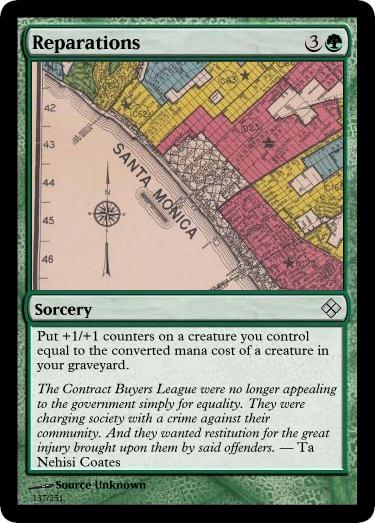 Reparations 3
42
43
44
45
46
C63
C62
D23
SANTA MONICA
Sorcery
Put +1/+1 counters on a creature you control
equal to the converted mana cost of a creature in
your graveyard.
The Contract Buyers League were no longer appealing
to the government simply for equality. They were
charging society with a crime against their
community. And they wanted restitution for the great
injury brought upon them by said offenders. — Ta
Nehisi Coates
Source Unknown
137/251